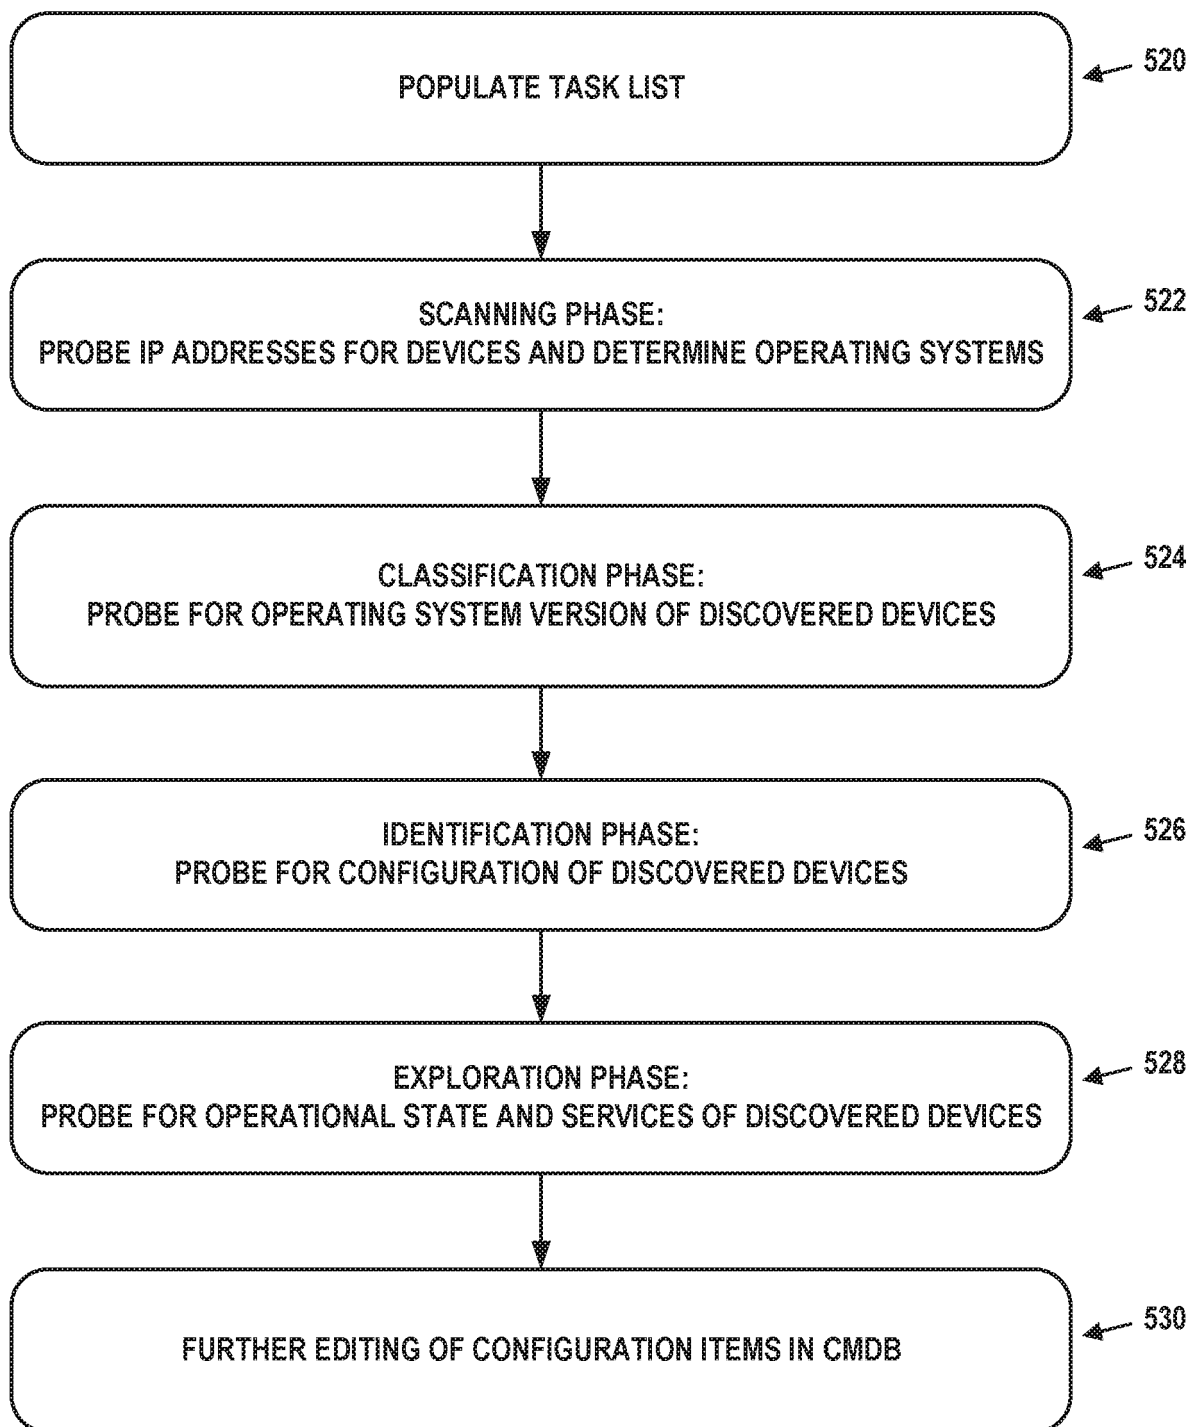 POPULATE TASK LIST
520
SCANNING PHASE:
PROBE IP ADDRESSES FOR DEVICES AND DETERMINE OPERATING SYSTEMS
522
CLASSIFICATION PHASE:
PROBE FOR OPERATING SYSTEM VERSION OF DISCOVERED DEVICES
524
IDENTIFICATION PHASE:
PROBE FOR CONFIGURATION OF DISCOVERED DEVICES
526
EXPLORATION PHASE:
PROBE FOR OPERATIONAL STATE AND SERVICES OF DISCOVERED DEVICES
528
FURTHER EDITING OF CONFIGURATION ITEMS IN CMDB
530